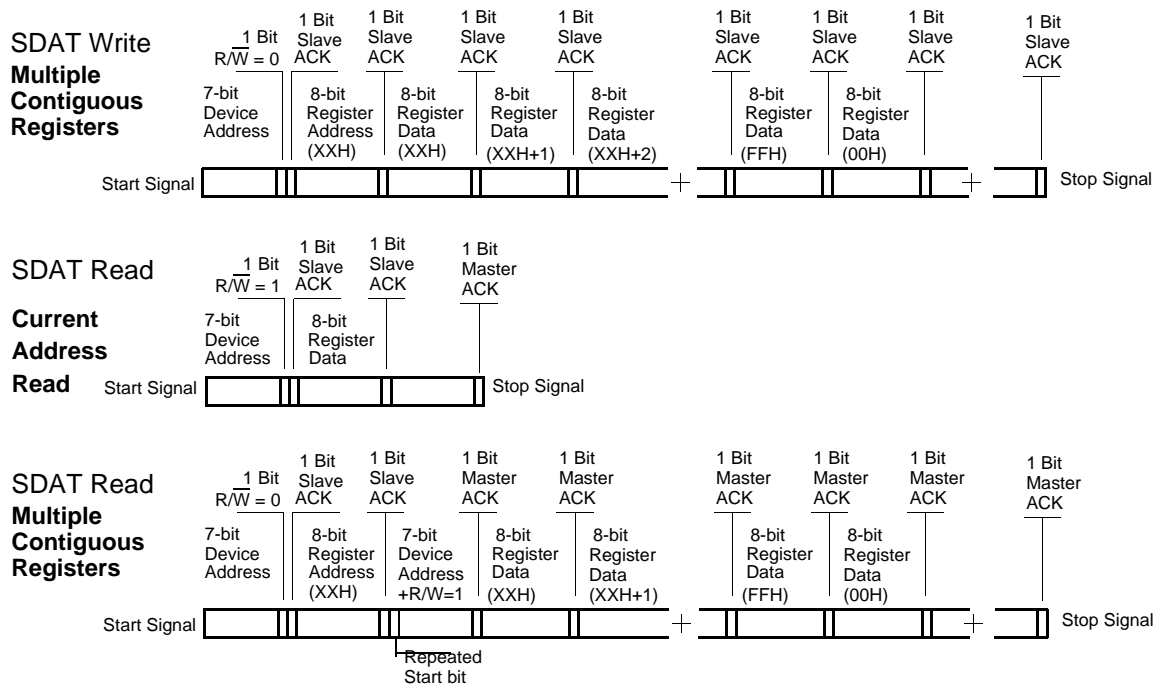 SDAT Write
Multiple
Contiguous
Registers
1 Bit
R/W = 0
1 Bit
Slave
ACK
1 Bit
Slave
ACK
1 Bit
Slave
ACK
1 Bit
Slave
ACK
1 Bit
Slave
ACK
1 Bit
Slave
ACK
1 Bit
Slave
ACK
1 Bit
Slave
ACK
7-bit
Device
Address
8-bit
Register
Address
(XXH)
8-bit
Register
Data
(XXH)
8-bit
Register
Data
(XXH+1)
8-bit
Register
Data
(XXH+2)
8-bit
Register
Data
(FFH)
8-bit
Register
Data
(00H)
Start Signal
Stop Signal
SDAT Read
Current
Address
Read
1 Bit
R/W = 1
1 Bit
Slave
ACK
1 Bit
Slave
ACK
1 Bit
Master
ACK
7-bit
Device
Address
8-bit
Register
Data
Start Signal
Stop Signal
SDAT Read
Multiple
Contiguous
Registers
1 Bit
R/W = 0
1 Bit
Slave
ACK
1 Bit
Slave
ACK
1 Bit
Master
ACK
1 Bit
Master
ACK
1 Bit
Master
ACK
1 Bit
Master
ACK
1 Bit
Master
ACK
1 Bit
Master
ACK
7-bit
Device
Address
8-bit
Register
Address
(XXH)
7-bit
Device
Address
+R/W=1
8-bit
Register
Data
(XXH)
8-bit
Register
Data
(XXH+1)
8-bit
Register
Data
(FFH)
8-bit
Register
Data
(00H)
Start Signal
Stop Signal
Repeated
Start bit